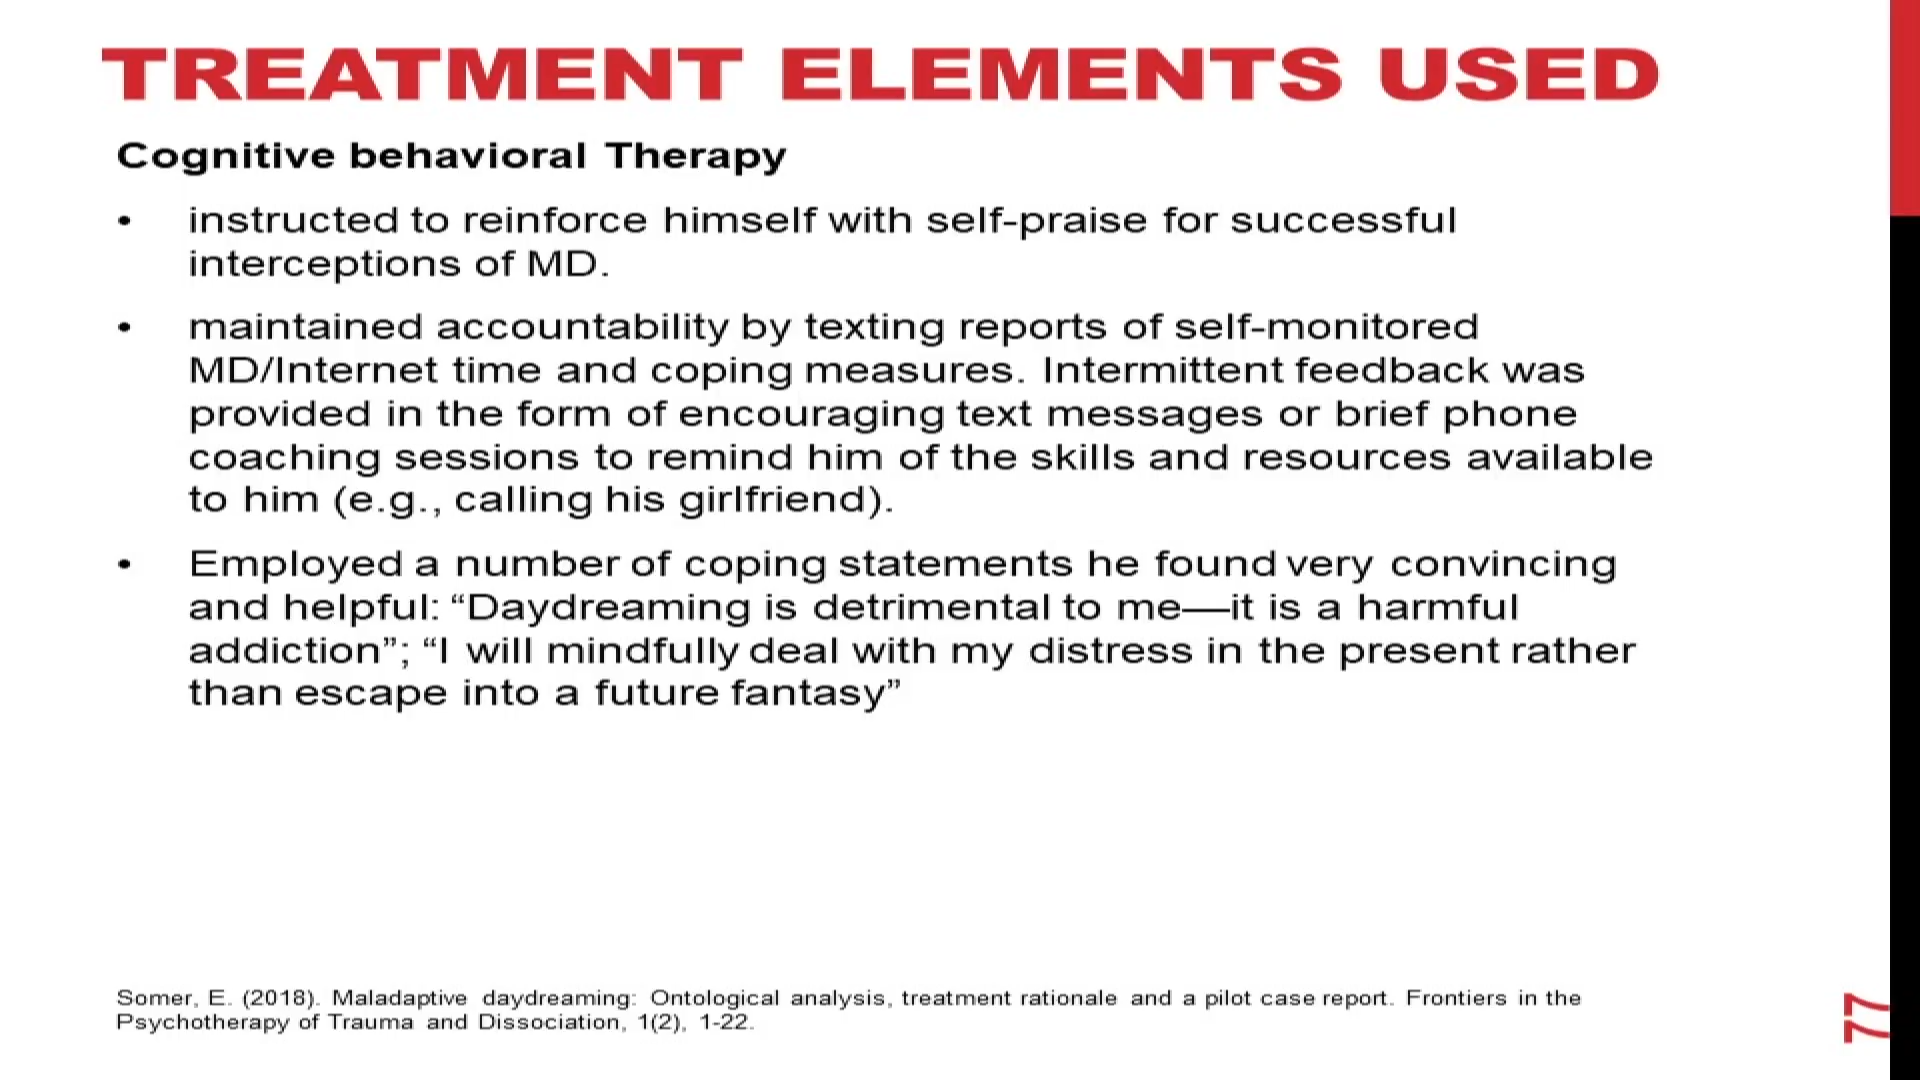 TREATMENT ELEMENTS USED
Cognitive behavioral Therapy
• instructed to reinforce himself with self-praise for successful
interceptions of MD.
• maintained accountability by texting reports of self-monitored
MD/Internet time and coping measures. Intermittent feedback was
provided in the form of encouraging text messages or brief phone
coaching sessions to remind him of the skills and resources available
to him (e.g., calling his girlfriend).
• Employed a number of coping statements he found very convincing
and helpful: “Daydreaming is detrimental to me—it is a harmful
addiction”; “I will mindfully deal with my distress in the present rather
than escape into a future fantasy”
Somer, E. (2018). Maladaptive daydreaming: Ontological analysis, treatment rationale and a pilot case report. Frontiers in the
Psychotherapy of Trauma and Dissociation, 1(2), 1-22.
77